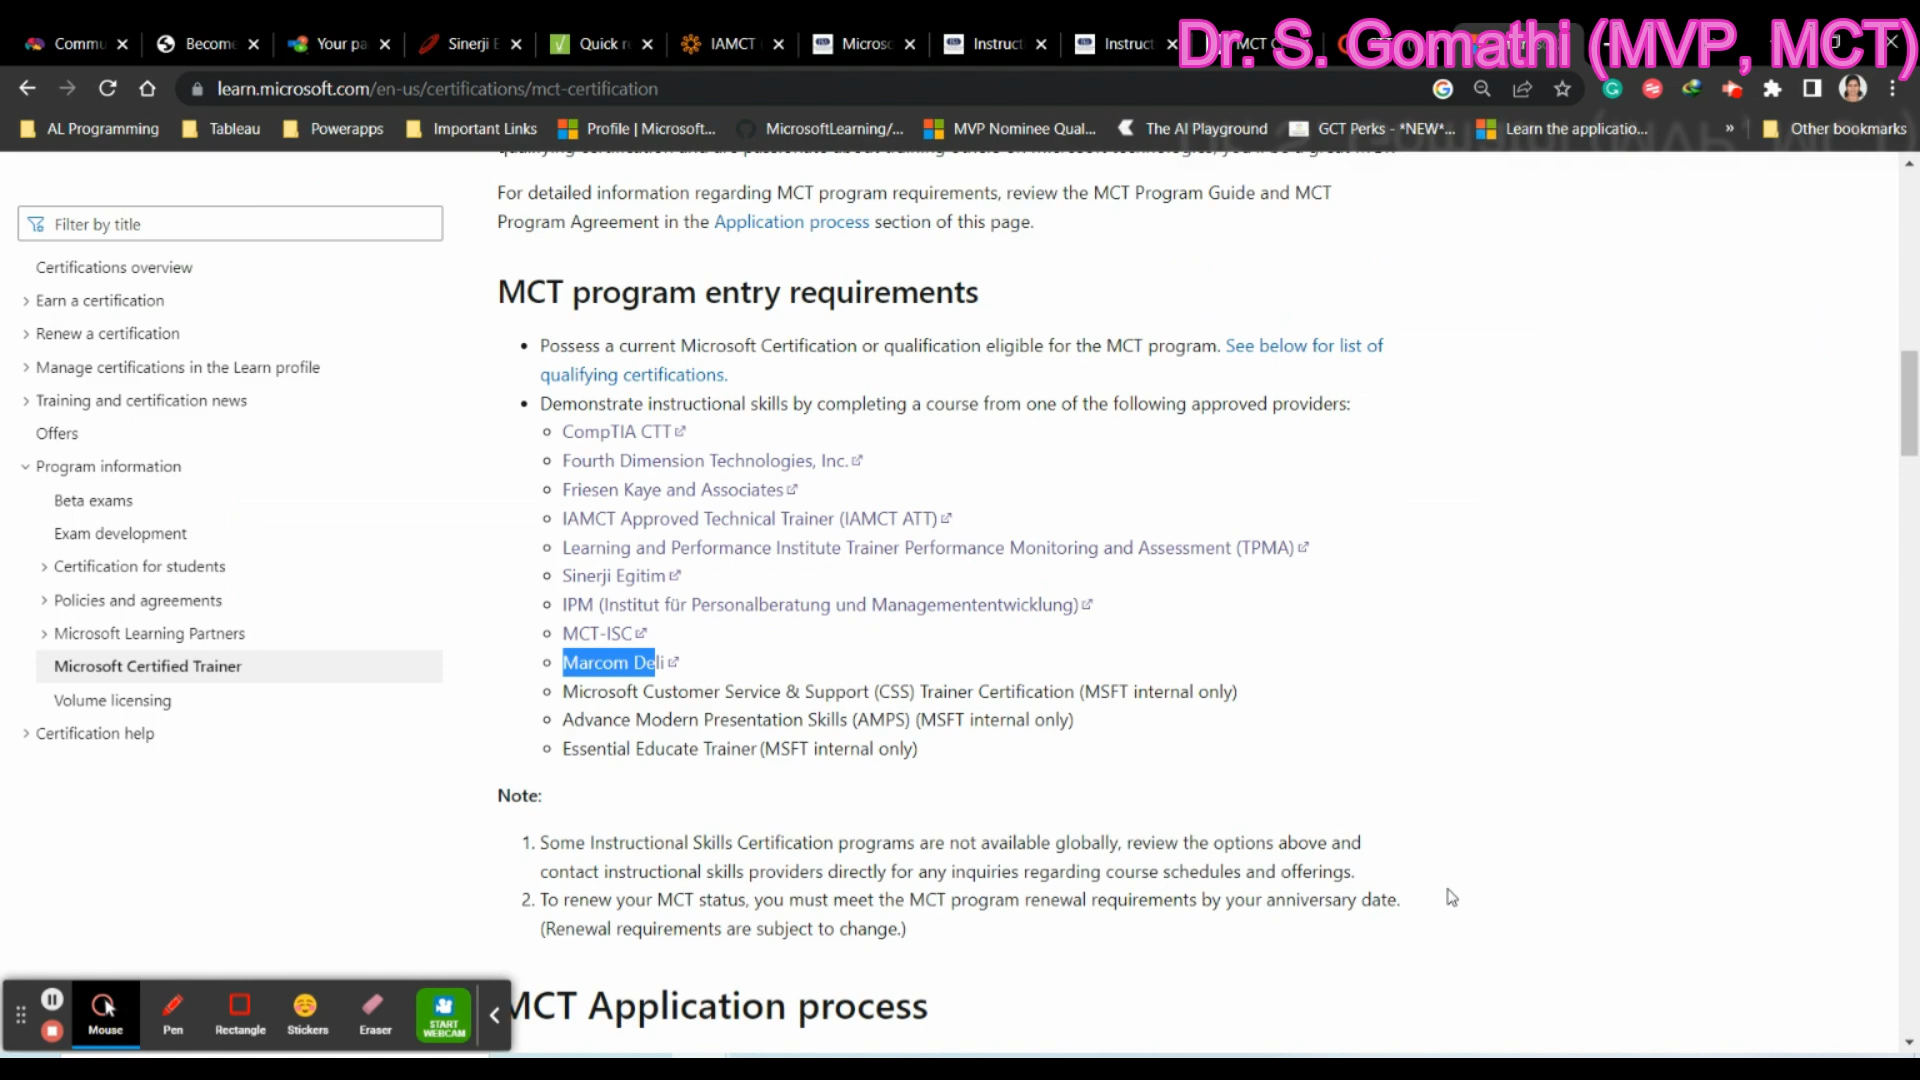 Commu
Become
Your pa
Sinerji E
Quick r
IAMCT
Microsc
Instruct
Instruct
MCT
Dr. S. Gomathi (MVP, MCT)
learn.microsoft.com/en-us/certifications/mct-certification
AL Programming
Tableau
Powerapps
Important Links
Profile | Microsoft...
MicrosoftLearning/...
MVP Nominee Qual...
The AI Playground
GCT Perks - *NEW*...
Learn the applicatio...
»
Other bookmarks
For detailed information regarding MCT program requirements, review the MCT Program Guide and MCT
Program Agreement in the Application process section of this page.
Filter by title
Certifications overview
Earn a certification
Renew a certification
Manage certifications in the Learn profile
Training and certification news
Offers
Program information
Beta exams
Exam development
Certification for students
Policies and agreements
Microsoft Learning Partners
Microsoft Certified Trainer
Volume licensing
Certification help
MCT program entry requirements
• Possess a current Microsoft Certification or qualification eligible for the MCT program. See below for list of
qualifying certifications.
• Demonstrate instructional skills by completing a course from one of the following approved providers:
CompTIA CTT
Fourth Dimension Technologies, Inc.
Friesen Kaye and Associates
IAMCT Approved Technical Trainer (IAMCT ATT)
Learning and Performance Institute Trainer Performance Monitoring and Assessment (TPMA)
Sinerji Egitim
IPM (Institut für Personalberatung und Managemententwicklung)
MCT-ISC
Marcom Deli
Microsoft Customer Service & Support (CSS) Trainer Certification (MSFT internal only)
Advance Modern Presentation Skills (AMPS) (MSFT internal only)
Essential Educate Trainer (MSFT internal only)
Note:
1. Some Instructional Skills Certification programs are not available globally, review the options above and
contact instructional skills providers directly for any inquiries regarding course schedules and offerings.
2. To renew your MCT status, you must meet the MCT program renewal requirements by your anniversary date.
(Renewal requirements are subject to change.)
MCT Application process
Mouse
Pen
Rectangle
Stickers
Eraser
START
WEBCAM